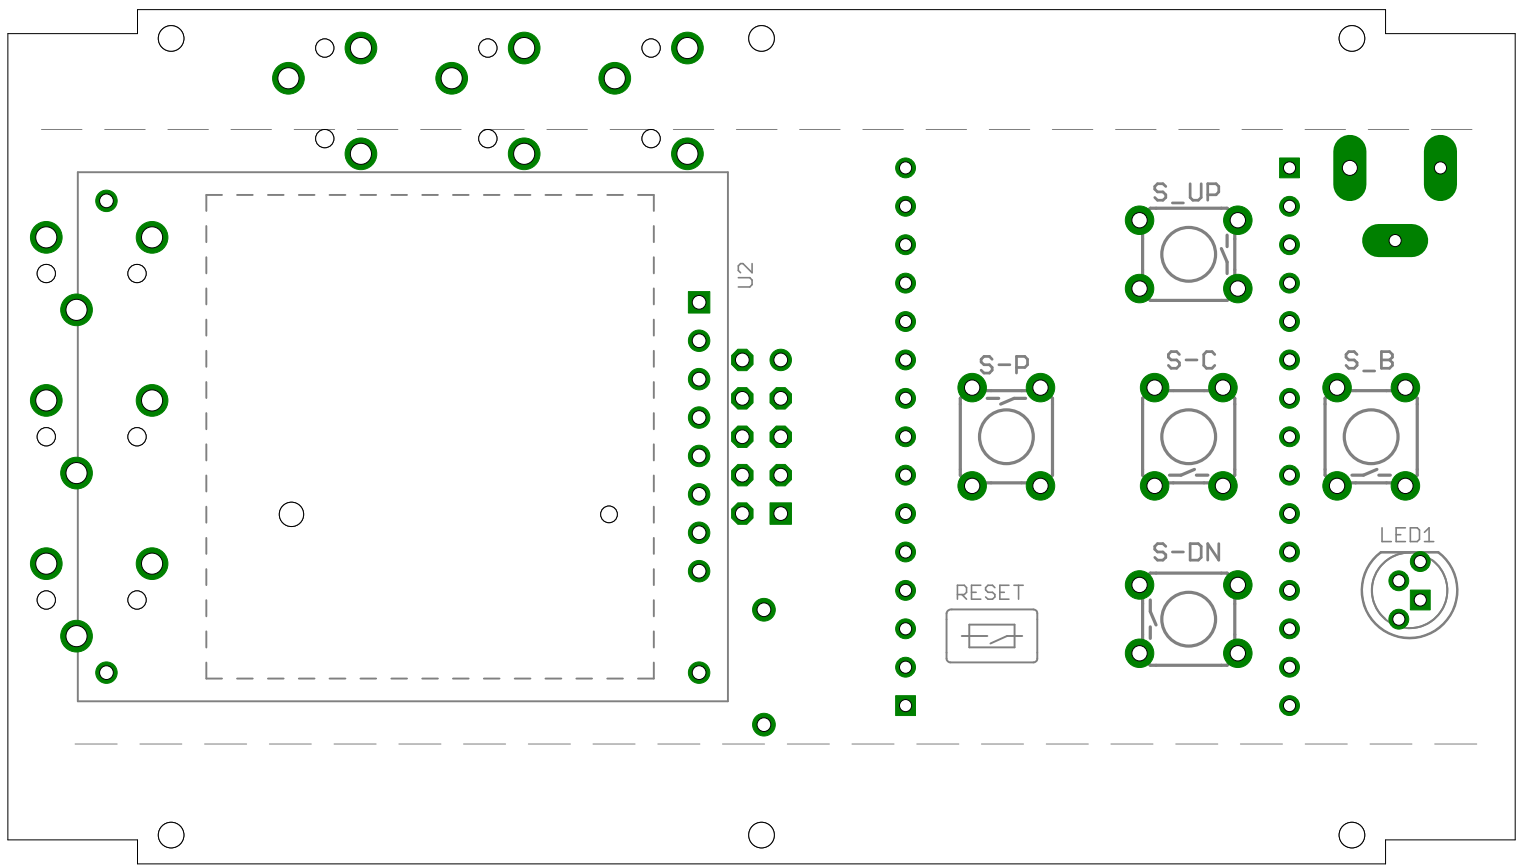 S_UP
U2
S-P
S-C
S_B
LED1
S-DN
RESET